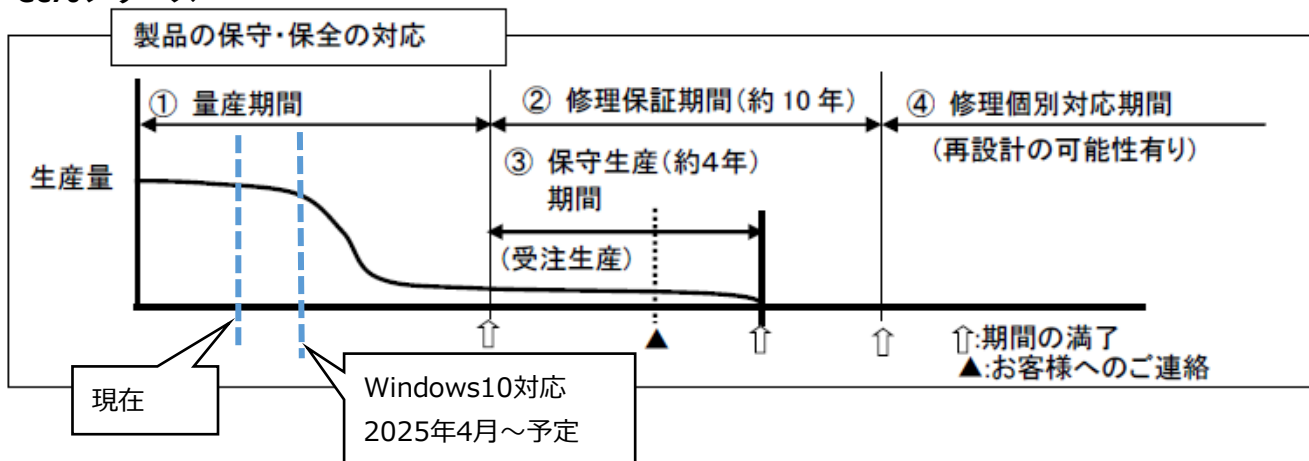 製品の保守・保全の対応
① 量産期間
② 修理保証期間(約 10 年)
④ 修理個別対応期間
(再設計の可能性有り)
生産量
③ 保守生産(約4年)
期間
(受注生産)
⇧:期間の満了
▲:お客様へのご連絡
現在
Windows10対応
2025年4月~予定